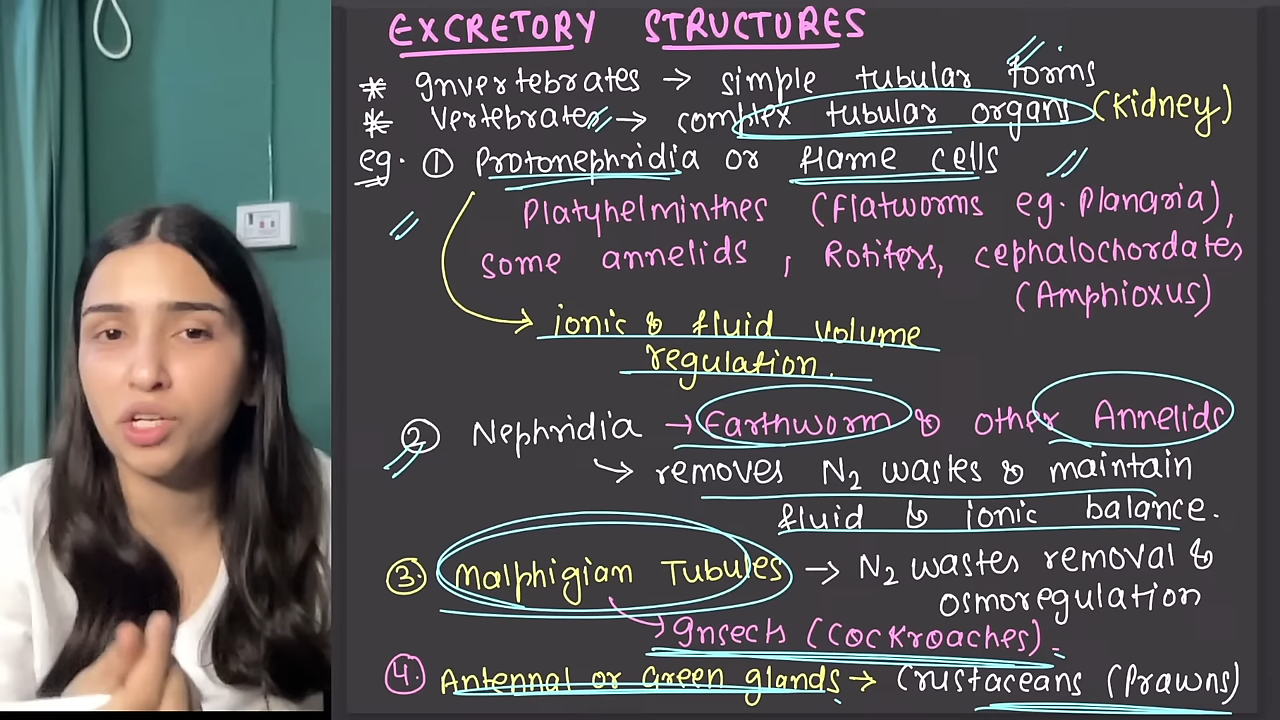 EXCRETORY STRUCTURES
* Invertebrates → simple tubular forms
* Vertebrates → complex tubular organs (Kidney)
eg. ① Protonephridia or flame cells
Platyhelminthes (Flatworms eg. Planaria),
some annelids, Rotifers, cephalochordates
(Amphioxus)
→ ionic & fluid volume
regulation.
② Nephridia → Earthworm & other Annelids
→ removes N2 wastes & maintain
fluid & ionic balance.
③ Malphigian Tubules → N2 wastes removal &
osmoregulation
→ Insects (Cockroaches).
④. Antennal or Green glands → Crustaceans (Prawns)